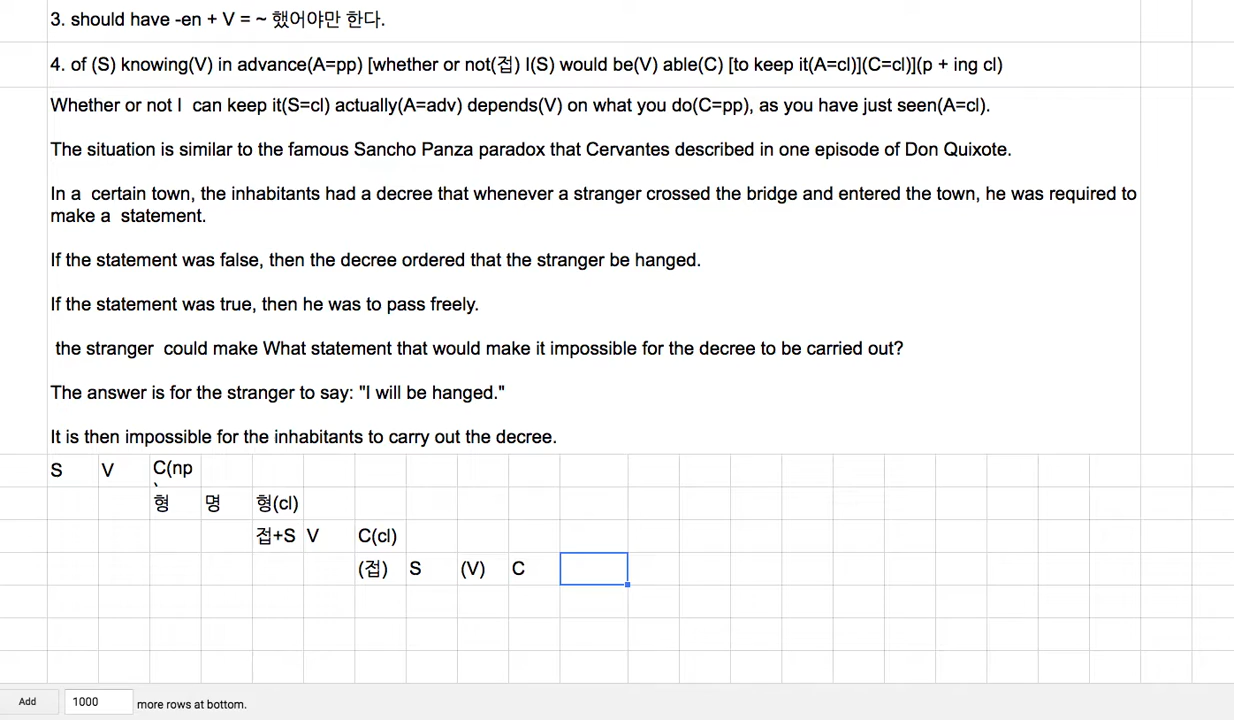 3. should have -en + V = ~ 했어야만 한다.
4. of (S) knowing(V) in advance(A=pp) [whether or not(접) I(S) would be(V) able(C) [to keep it(A=cl)](C=cl)](p + ing cl)
Whether or not I  can keep it(S=cl) actually(A=adv) depends(V) on what you do(C=pp), as you have just seen(A=cl).
The situation is similar to the famous Sancho Panza paradox that Cervantes described in one episode of Don Quixote.
In a  certain town, the inhabitants had a decree that whenever a stranger crossed the bridge and entered the town, he was required to
make a  statement.
If the statement was false, then the decree ordered that the stranger be hanged.
If the statement was true, then he was to pass freely.
the stranger  could make What statement that would make it impossible for the decree to be carried out?
The answer is for the stranger to say: "I will be hanged."
It is then impossible for the inhabitants to carry out the decree.
S V C(np
)
형 명 형(cl)
접+S V C(cl)
(접) S (V) C
Add 1000 more rows at bottom.